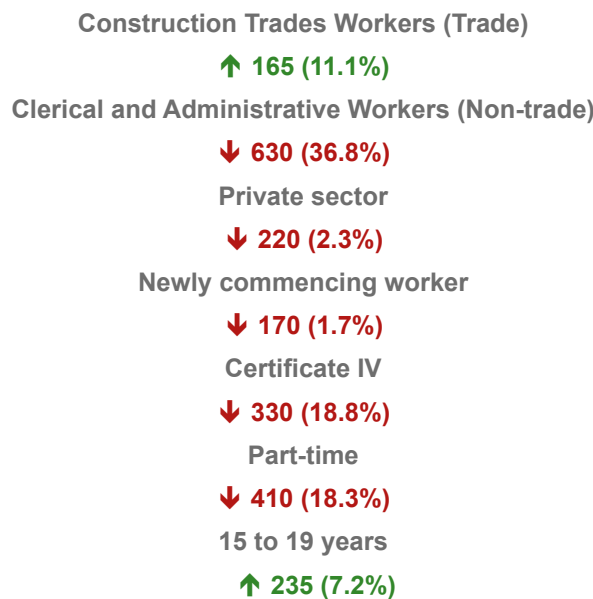 Construction Trades Workers (Trade)
↑ 165 (11.1%)
Clerical and Administrative Workers (Non-trade)
↓ 630 (36.8%)
Private sector
↓ 220 (2.3%)
Newly commencing worker
↓ 170 (1.7%)
Certificate IV
↓ 330 (18.8%)
Part-time
↓ 410 (18.3%)
15 to 19 years
↑ 235 (7.2%)